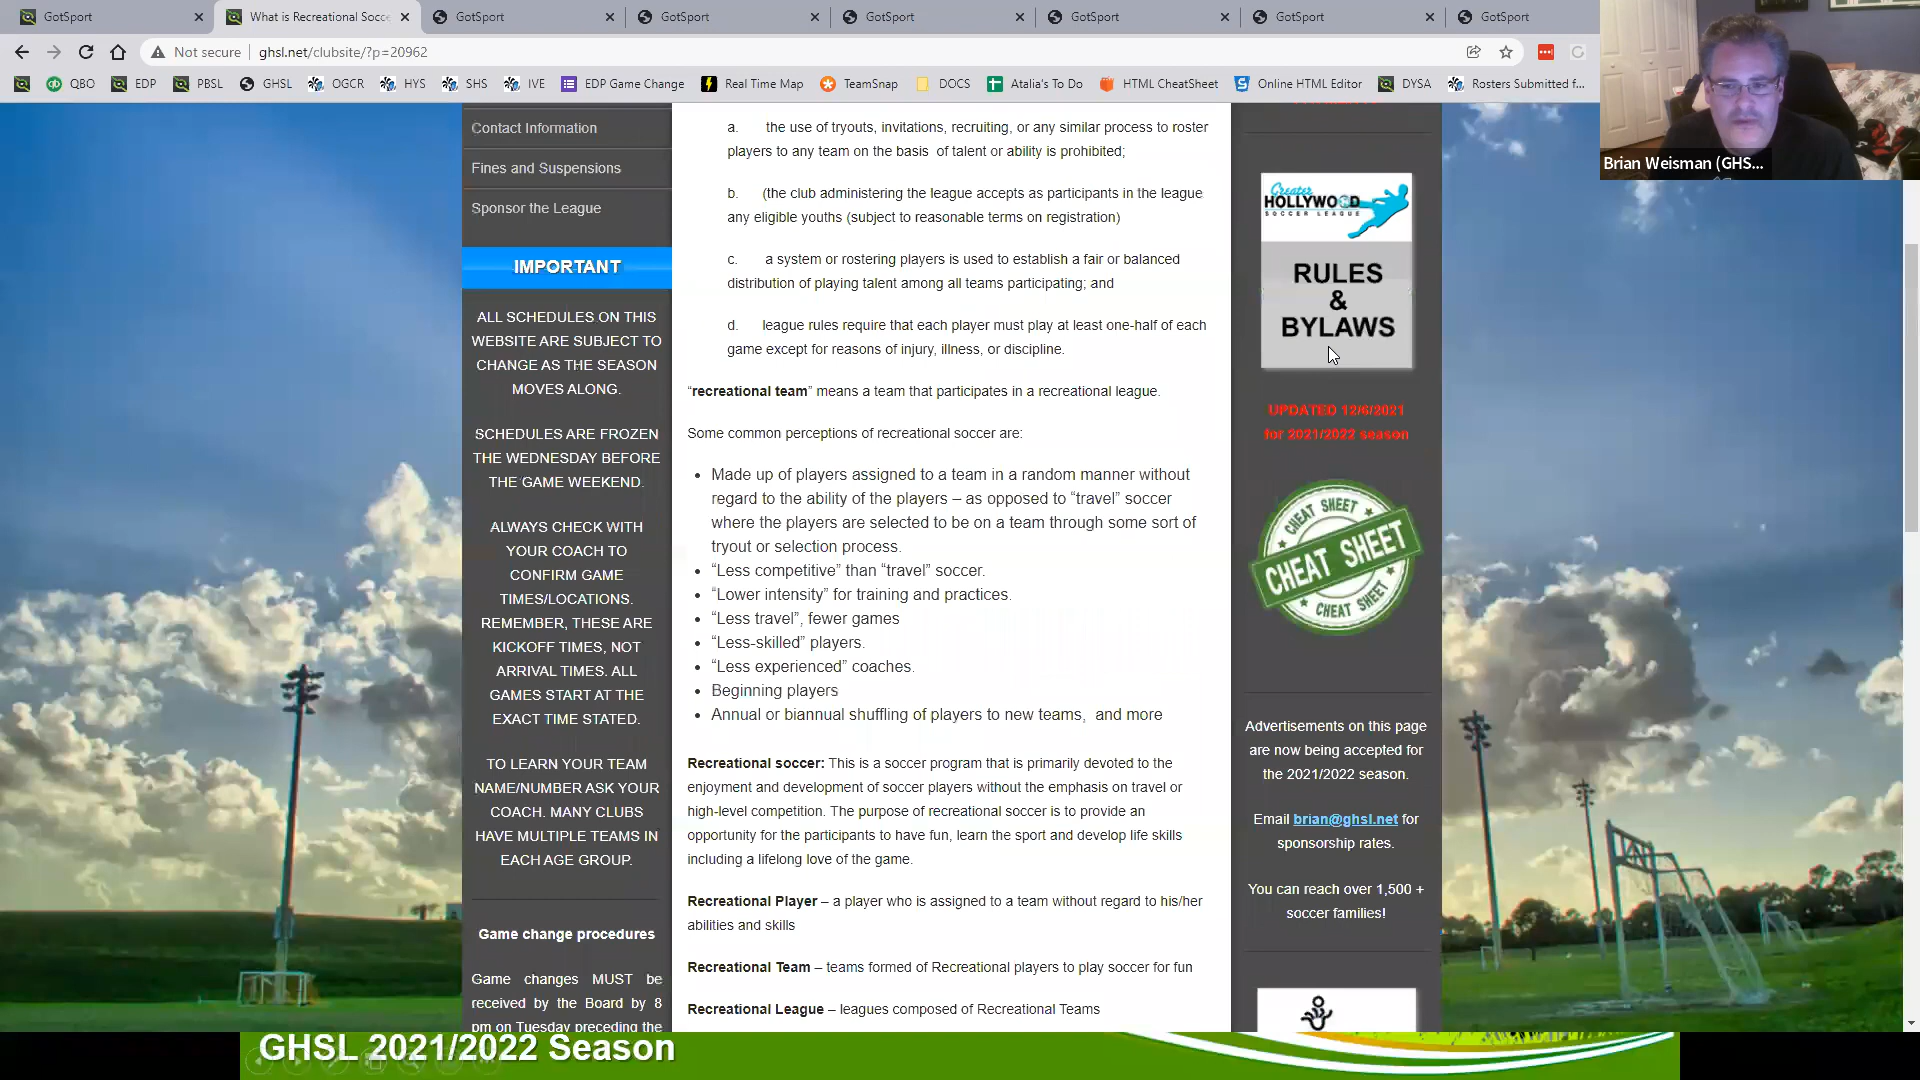 GotSport
What is Recreational Socce
GotSport
GotSport
GotSport
GotSport
GotSport
GotSport
Not secure
ghsl.net/clubsite/?p=20962
QBO
EDP
PBSL
GHSL
OGCR
HYS
SHS
IVE
EDP Game Change
Real Time Map
TeamSnap
DOCS
Atalia's To Do
HTML CheatSheet
Online HTML Editor
DYSA
Rosters Submitted f...
Brian Weisman (GHS...
Contact Information
Fines and Suspensions
Sponsor the League
IMPORTANT
ALL SCHEDULES ON THIS
WEBSITE ARE SUBJECT TO
CHANGE AS THE SEASON
MOVES ALONG.
SCHEDULES ARE FROZEN
THE WEDNESDAY BEFORE
THE GAME WEEKEND.
ALWAYS CHECK WITH
YOUR COACH TO
CONFIRM GAME
TIMES/LOCATIONS.
REMEMBER, THESE ARE
KICKOFF TIMES, NOT
ARRIVAL TIMES. ALL
GAMES START AT THE
EXACT TIME STATED.
TO LEARN YOUR TEAM
NAME/NUMBER ASK YOUR
COACH. MANY CLUBS
HAVE MULTIPLE TEAMS IN
EACH AGE GROUP.
Game change procedures
Game changes MUST be
received by the Board by 8
pm on Tuesday preceding the
a. the use of tryouts, invitations, recruiting, or any similar process to roster
players to any team on the basis of talent or ability is prohibited;
b. (the club administering the league accepts as participants in the league
any eligible youths (subject to reasonable terms on registration)
c. a system or rostering players is used to establish a fair or balanced
distribution of playing talent among all teams participating; and
d. league rules require that each player must play at least one-half of each
game except for reasons of injury, illness, or discipline.
“recreational team” means a team that participates in a recreational league.
Some common perceptions of recreational soccer are:
• Made up of players assigned to a team in a random manner without
regard to the ability of the players – as opposed to “travel” soccer
where the players are selected to be on a team through some sort of
tryout or selection process.
• “Less competitive” than “travel” soccer.
• “Lower intensity” for training and practices.
• “Less travel”, fewer games
• “Less-skilled” players.
• “Less experienced” coaches.
• Beginning players
• Annual or biannual shuffling of players to new teams, and more
Recreational soccer: This is a soccer program that is primarily devoted to the
enjoyment and development of soccer players without the emphasis on travel or
high-level competition. The purpose of recreational soccer is to provide an
opportunity for the participants to have fun, learn the sport and develop life skills
including a lifelong love of the game.
Recreational Player – a player who is assigned to a team without regard to his/her
abilities and skills
Recreational Team – teams formed of Recreational players to play soccer for fun
Recreational League – leagues composed of Recreational Teams
Greater
HOLLYWOOD
SOCCER LEAGUE
RULES
&
BYLAWS
UPDATED 12/6/2021
for 2021/2022 season
CHEAT SHEET
CHEAT SHEET
CHEAT SHEET
Advertisements on this page
are now being accepted for
the 2021/2022 season.
Email brian@ghsl.net for
sponsorship rates.
You can reach over 1,500 +
soccer families!
GHSL 2021/2022 Season